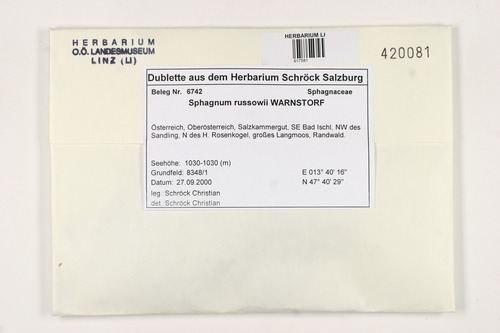 HERBARIUM
O.Ö. LANDESMUSEUM
LINZ (LI)
HERBARIUM LI
420081
Dublette aus dem Herbarium Schröck Salzburg
Beleg Nr. 6742 Sphagnaceae
Sphagnum russowii WARNSTORF
Österreich, Oberösterreich, Salzkammergut, SE Bad Ischl, NW des
Sandling, N des H. Rosenkogel, großes Langmoos, Randwald.
Seehöhe: 1030-1030 (m)
Grundfeld: 8348/1 E 013° 40' 16"
Datum: 27.09.2000 N 47° 40' 29"
leg. Schröck Christian
det. Schröck Christian